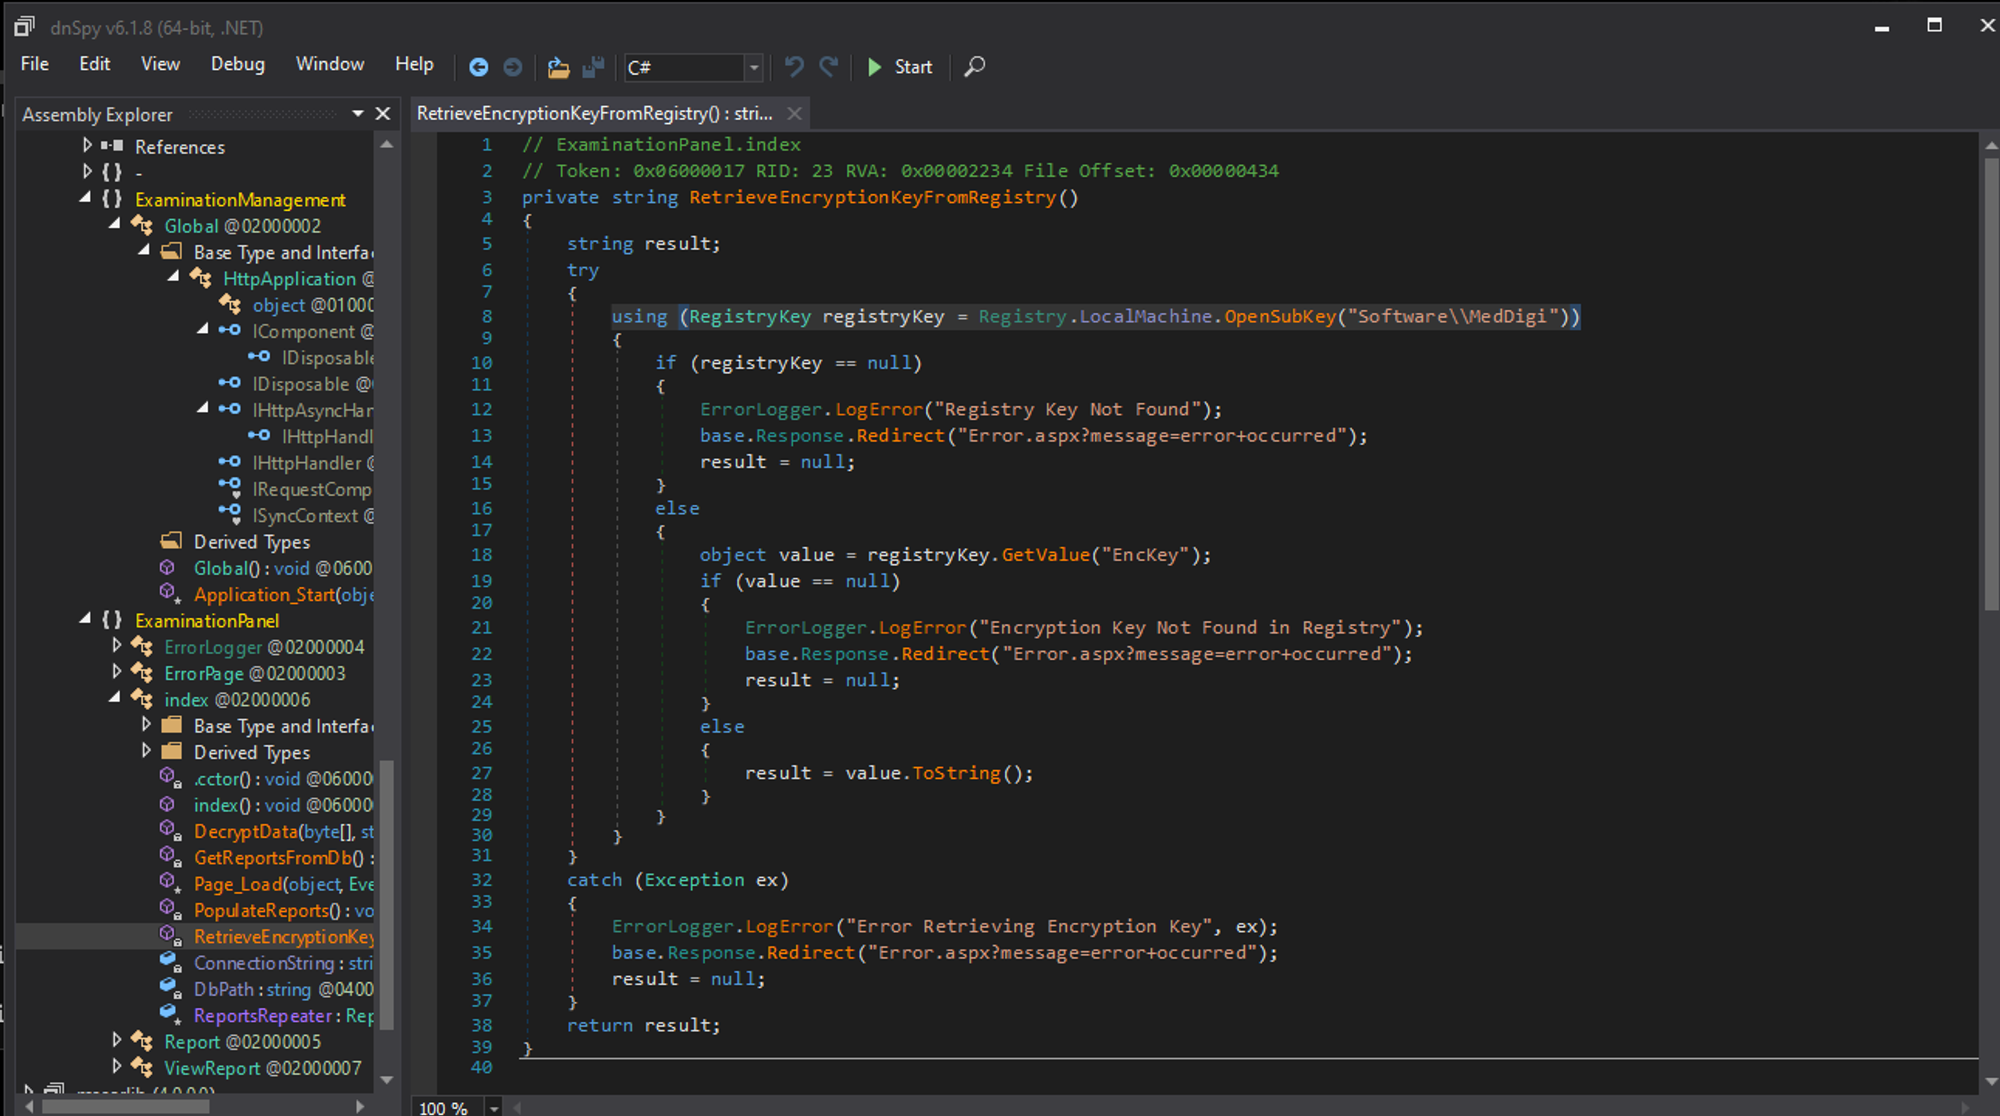 dnSpy v6.1.8 (64-bit, .NET)
File Edit View Debug Window Help C# Start
Assembly Explorer
References
{ } -
{ } ExaminationManagement
Global @02000002
Base Type and Interfa
HttpApplication @
object @01000
IComponent @
IDisposable
IDisposable @
IHttpAsyncHan
IHttpHandl
IHttpHandler @
IRequestComp
ISyncContext @
Derived Types
Global() : void @0600
Application_Start(obje
{ } ExaminationPanel
ErrorLogger @02000004
ErrorPage @02000003
index @02000006
Base Type and Interfa
Derived Types
.cctor() : void @06000
index() : void @06000
DecryptData(byte[], st
GetReportsFromDb() :
Page_Load(object, Eve
PopulateReports() : vo
RetrieveEncryptionKey
ConnectionString : stri
DbPath : string @0400
ReportsRepeater : Rep
Report @02000005
ViewReport @02000007
RetrieveEncryptionKeyFromRegistry() : stri...
1 // ExaminationPanel.index
2 // Token: 0x06000017 RID: 23 RVA: 0x00002234 File Offset: 0x00000434
3 private string RetrieveEncryptionKeyFromRegistry()
4 {
5 string result;
6 try
7 {
8 using (RegistryKey registryKey = Registry.LocalMachine.OpenSubKey("Software\\MedDigi"))
9 {
10 if (registryKey == null)
11 {
12 ErrorLogger.LogError("Registry Key Not Found");
13 base.Response.Redirect("Error.aspx?message=error+occurred");
14 result = null;
15 }
16 else
17 {
18 object value = registryKey.GetValue("EncKey");
19 if (value == null)
20 {
21 ErrorLogger.LogError("Encryption Key Not Found in Registry");
22 base.Response.Redirect("Error.aspx?message=error+occurred");
23 result = null;
24 }
25 else
26 {
27 result = value.ToString();
28 }
29 }
30 }
31 }
32 catch (Exception ex)
33 {
34 ErrorLogger.LogError("Error Retrieving Encryption Key", ex);
35 base.Response.Redirect("Error.aspx?message=error+occurred");
36 result = null;
37 }
38 return result;
39 }
40
100 %